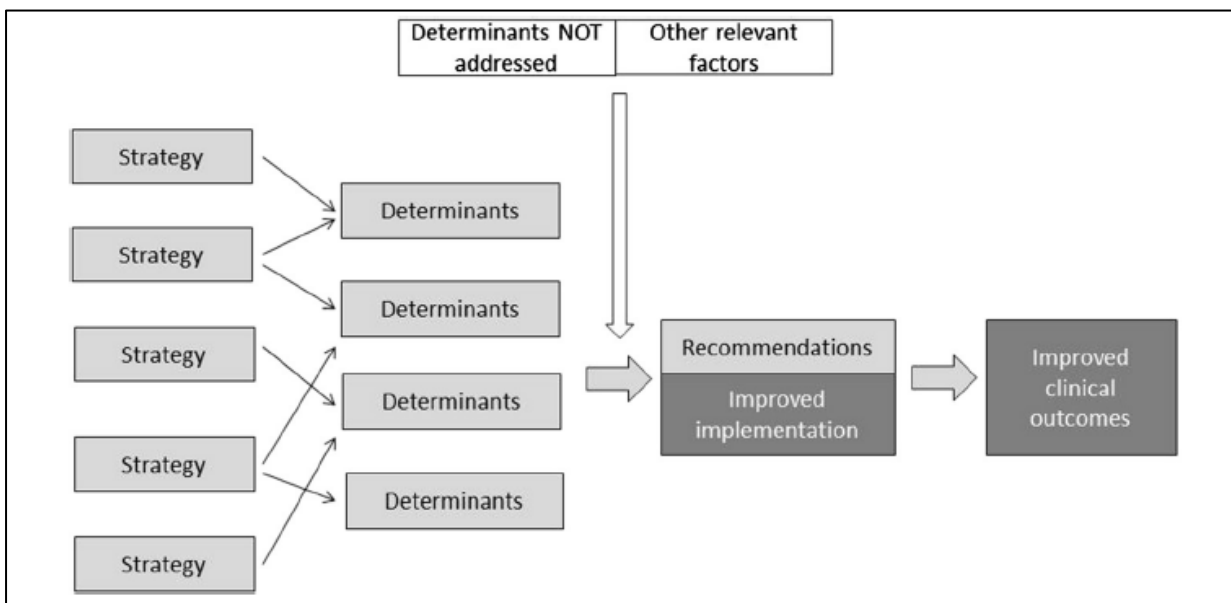 Determinants NOT
addressed
Other relevant
factors
Strategy
Strategy
Strategy
Strategy
Strategy
Determinants
Determinants
Determinants
Determinants
Recommendations
Improved
implementation
Improved
clinical
outcomes